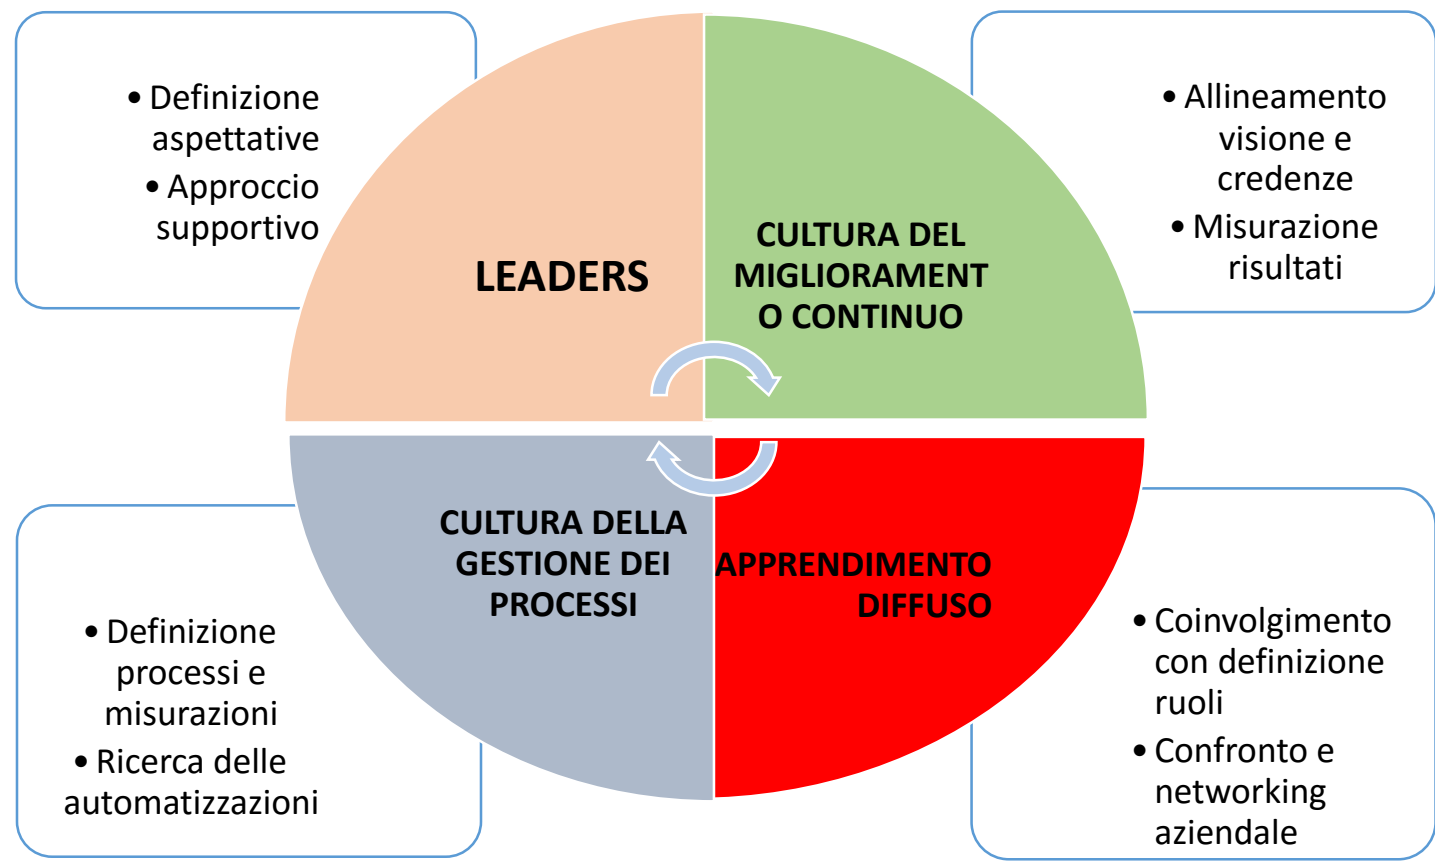 • Definizione
aspettative
• Approccio
supportivo
LEADERS
CULTURA DEL
MIGLIORAMENT
O CONTINUO
• Allineamento
visione e
credenze
• Misurazione
risultati
CULTURA DELLA
GESTIONE DEI
PROCESSI
• Definizione
processi e
misurazioni
• Ricerca delle
automatizzazioni
APPRENDIMENTO
DIFFUSO
• Coinvolgimento
con definizione
ruoli
• Confronto e
networking
aziendale